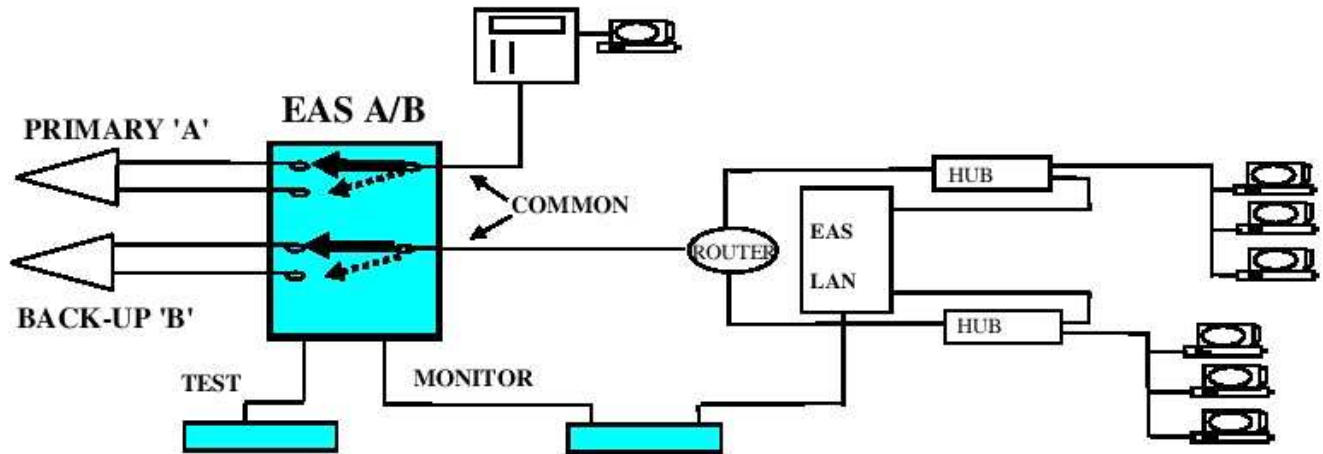 EAS A/B
PRIMARY 'A'
HUB
COMMON
EAS
ROUTER
LAN
BACK-UP 'B'
HUB
TEST
MONITOR